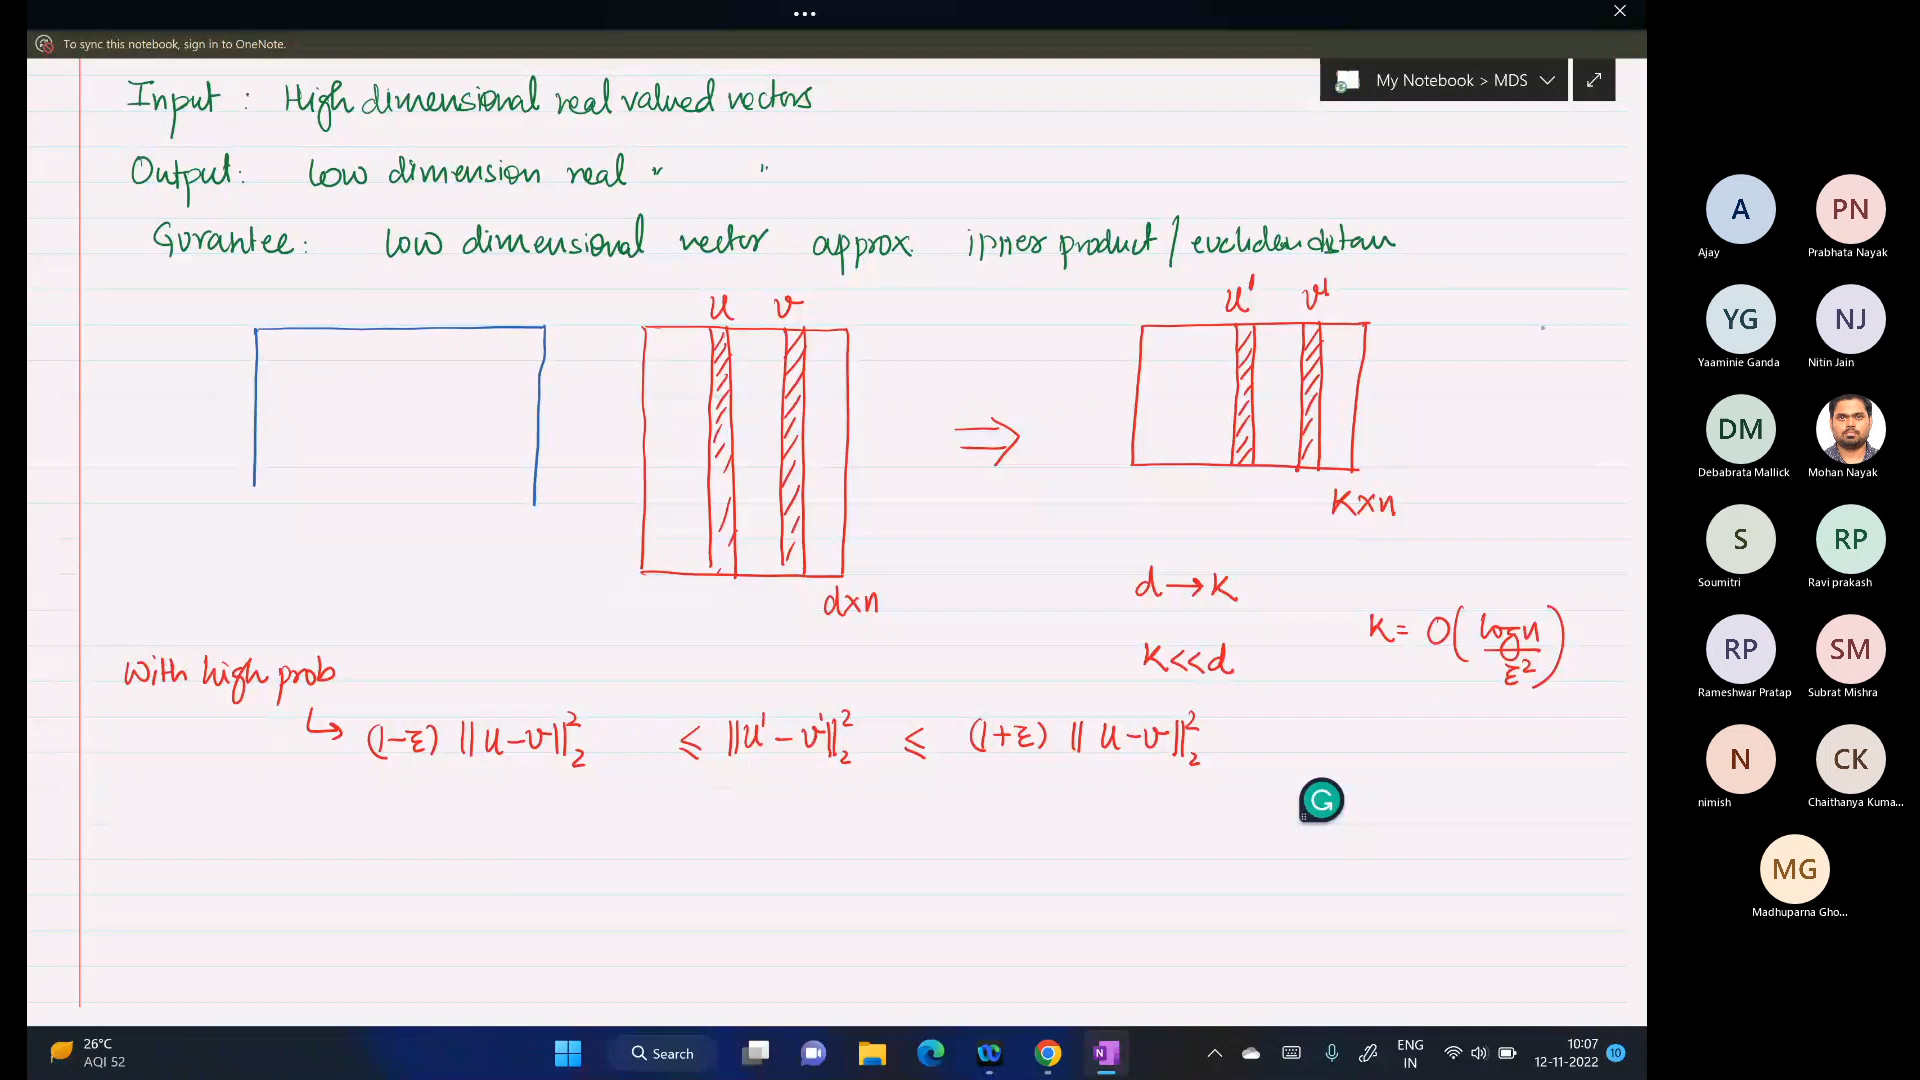 To sync this notebook, sign in to OneNote.
My Notebook > MDS
Input : High dimensional real valued vectors
Output: low dimension real " "
Gurantee: low dimensional vector approx. inner product / euclidean distan
u v
u' v'
d×n
K×n
d → K
K<<d
K = O( log n / ε² )
With high prob
↳ (1-ε) ||u-v||₂² ≤ ||u'-v'||₂² ≤ (1+ε) ||u-v||₂²
A PN
Ajay Prabhata Nayak
YG NJ
Yaaminie Ganda Nitin Jain
DM
Debabrata Mallick Mohan Nayak
S RP
Soumitri Ravi prakash
RP SM
Rameshwar Pratap Subrat Mishra
N CK
nimish Chaithanya Kuma...
MG
Madhuparna Gho...
G
26°C
AQI 52
Search
N
ENG
IN
10:07
12-11-2022
10